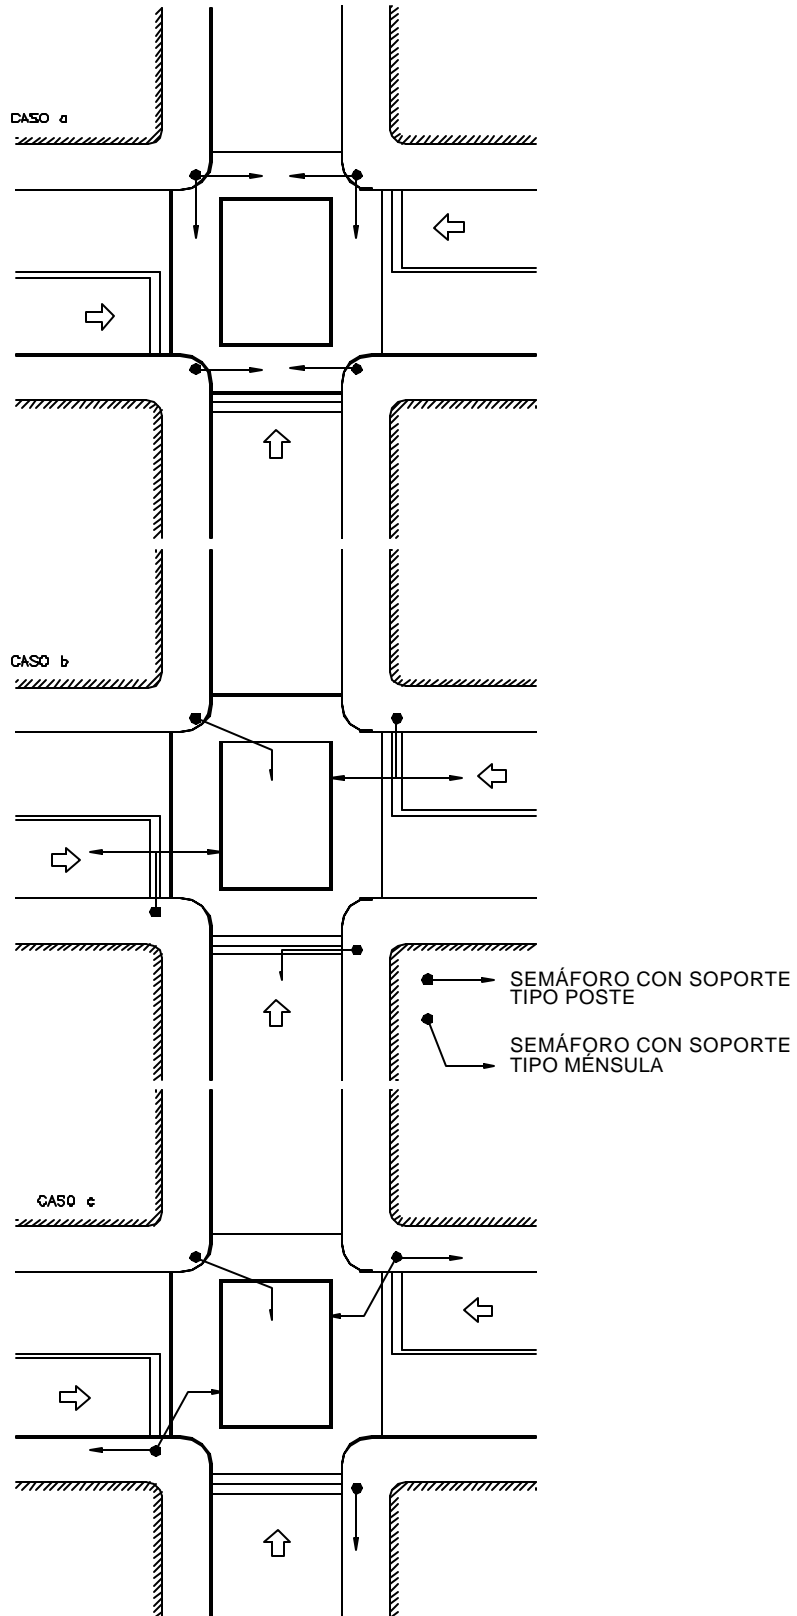 CASO a
CASO b
SEMÁFORO CON SOPORTE
TIPO POSTE
SEMÁFORO CON SOPORTE
TIPO MÉNSULA
CASO c